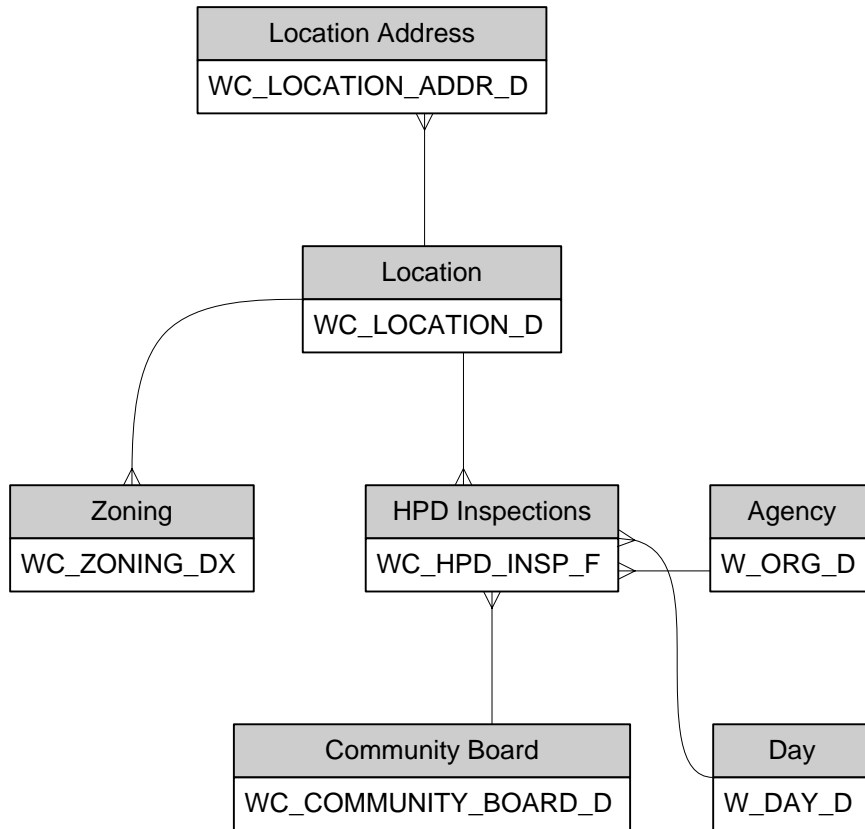 Location Address
WC_LOCATION_ADDR_D
Location
WC_LOCATION_D
Zoning
WC_ZONING_DX
HPD Inspections
WC_HPD_INSP_F
Agency
W_ORG_D
Community Board
WC_COMMUNITY_BOARD_D
Day
W_DAY_D